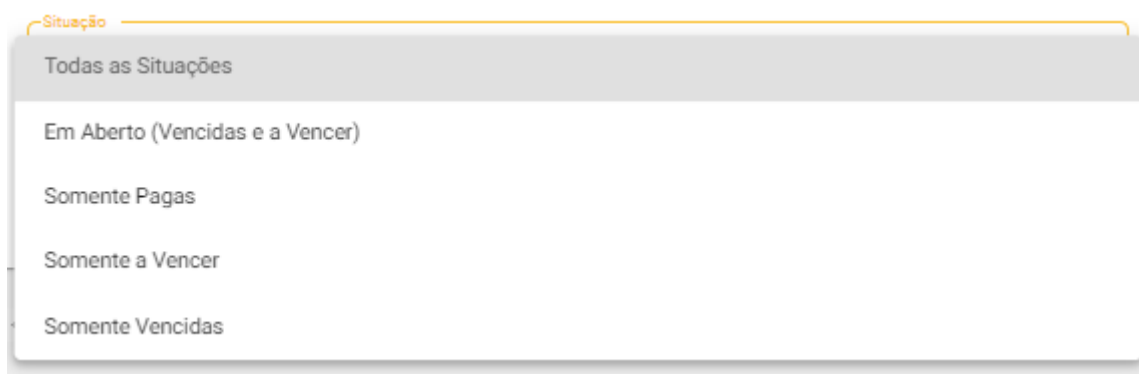 Situação
Todas as Situações
Em Aberto (Vencidas e a Vencer)
Somente Pagas
Somente a Vencer
Somente Vencidas